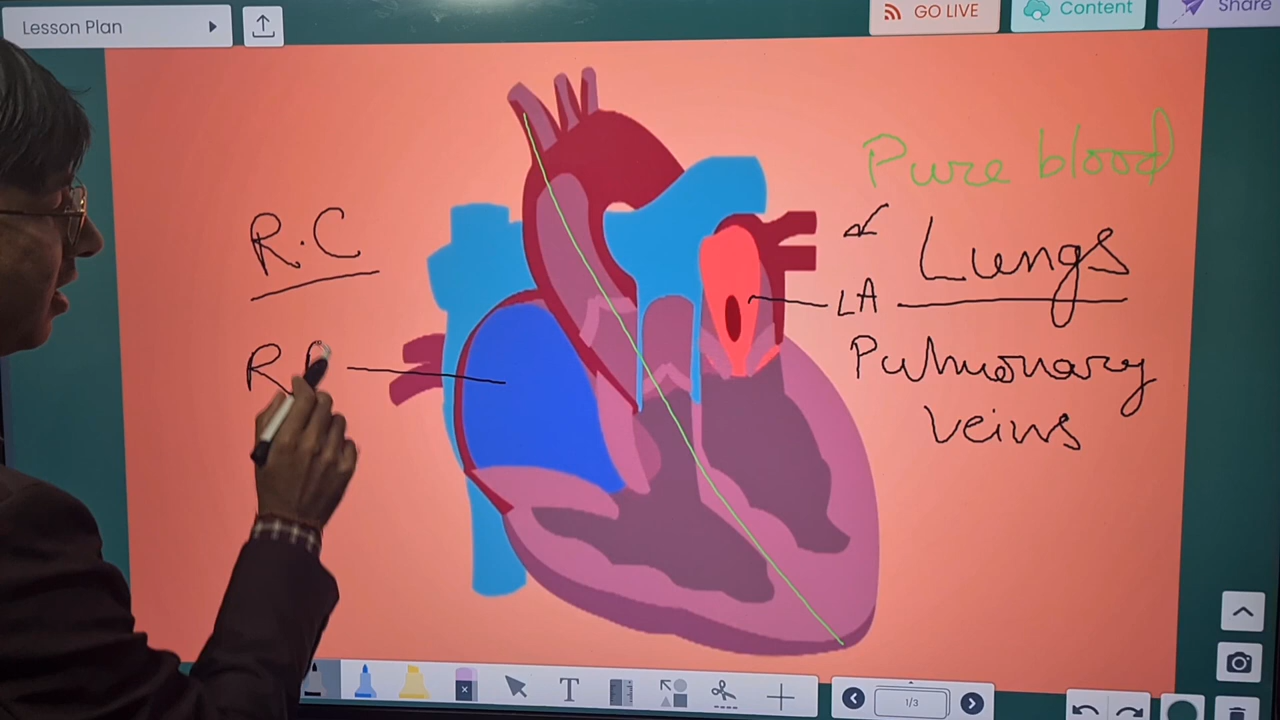 Lesson Plan
GO LIVE
Content
Share
Pure blood
R.C
Lungs
LA
R
Pulmonary
veins
T
1/3